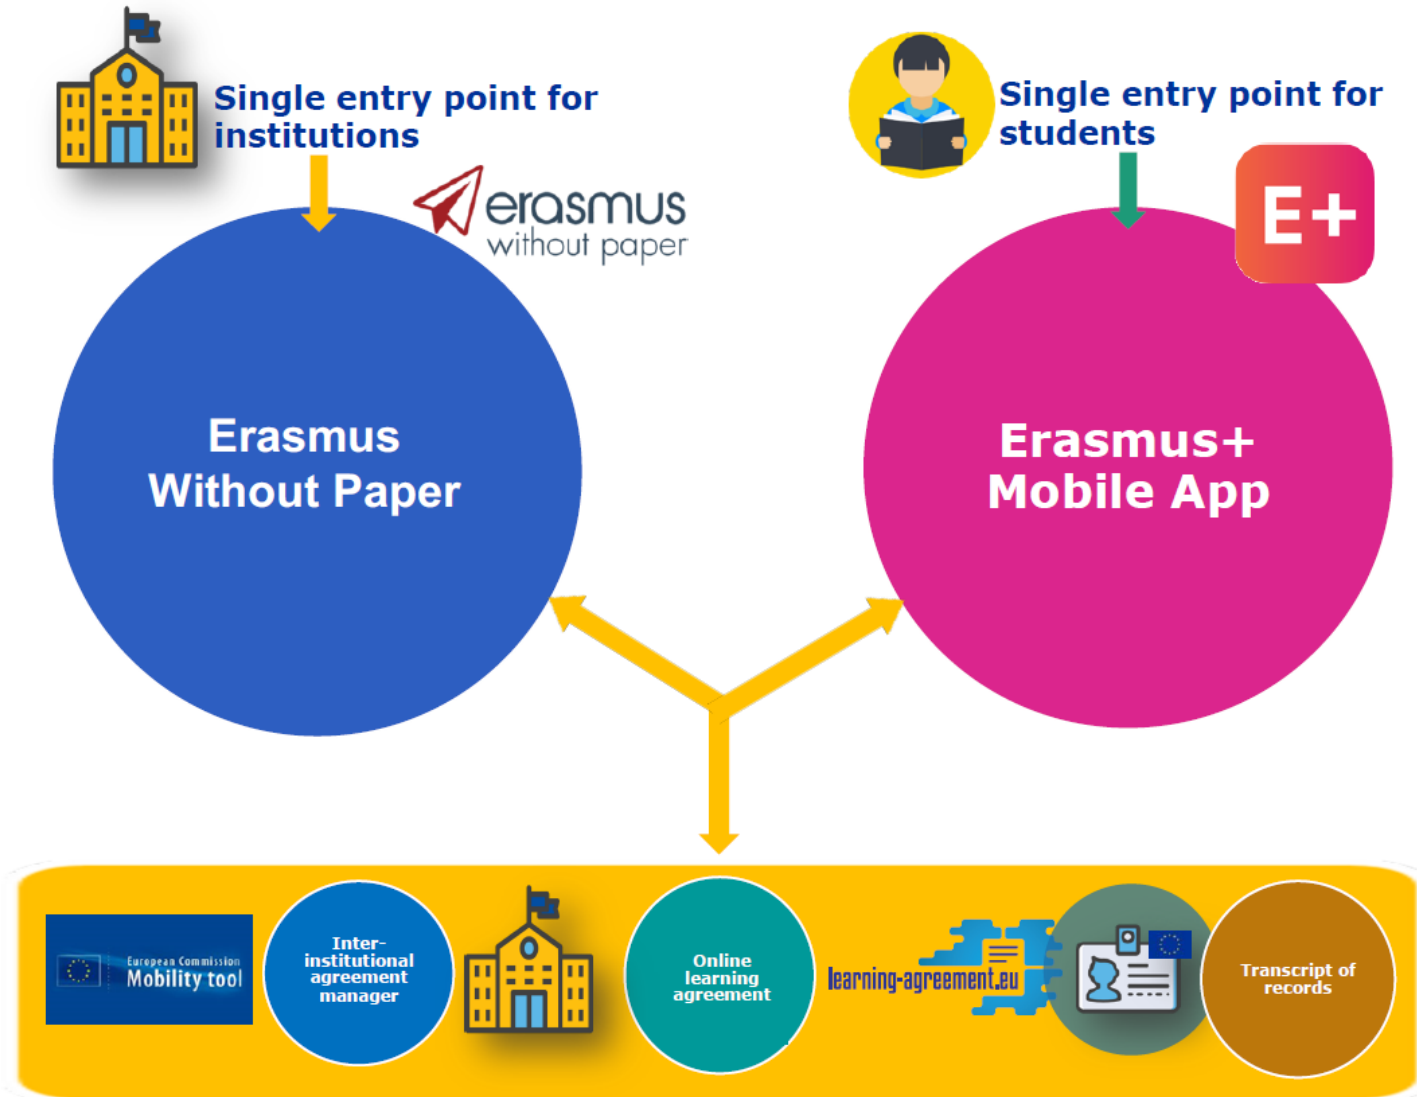 Single entry point for
institutions
erasmus
without paper
Single entry point for
students
E+
Erasmus
Without Paper
Erasmus+
Mobile App
European Commission
Mobility tool
Inter-
institutional
agreement
manager
Online
learning
agreement
learning-agreement.eu
Transcript of
records